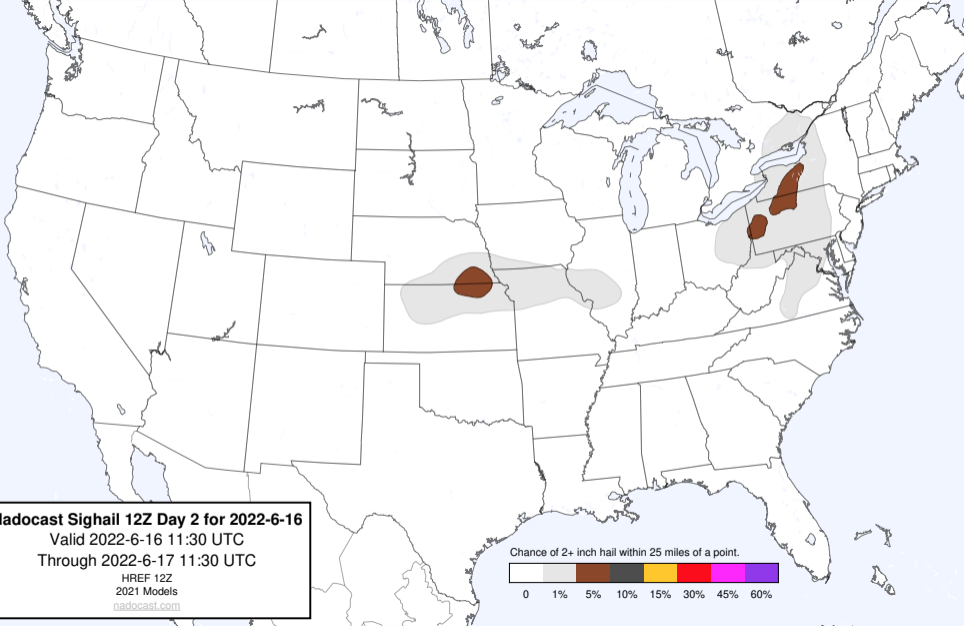 adocast Sighail 12Z Day 2 for 2022-6-16
Valid 2022-6-16 11:30 UTC
Through 2022-6-17 11:30 UTC
HREF 12Z
2021 Models
nadocast.com
Chance of 2+ inch hail within 25 miles of a point.
0 1% 5% 10% 15% 30% 45% 60%